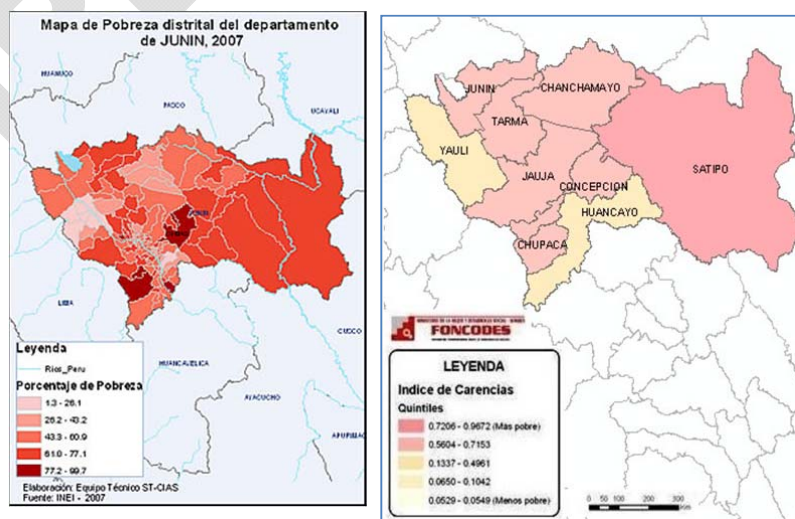 Mapa de Pobreza distrital del departamento
de JUNIN, 2007
HUANUCO
PASCO
UCAYALI
JUNIN
LIMA
CUSCO
HUANCAVELICA
AYACUCHO
Leyenda
Rios_Peru
Porcentaje de Pobreza
1.3 - 26.1
26.2 - 43.2
43.3 - 60.9
61.0 - 77.1
77.2 - 99.7
Elaboración: Equipo Técnico ST-CIAS
Fuente: INEI - 2007
JUNIN
CHANCHAMAYO
TARMA
YAULI
SATIPO
JAUJA
CONCEPCION
HUANCAYO
CHUPACA
FONCODES
LEYENDA
Indice de Carencias
Quintiles
0.7206 - 0.9672 (Más pobre)
0.5604 - 0.7153
0.1337 - 0.4961
0.0650 - 0.1042
0.0529 - 0.0549 (Menos pobre)
0 50 100 200 300